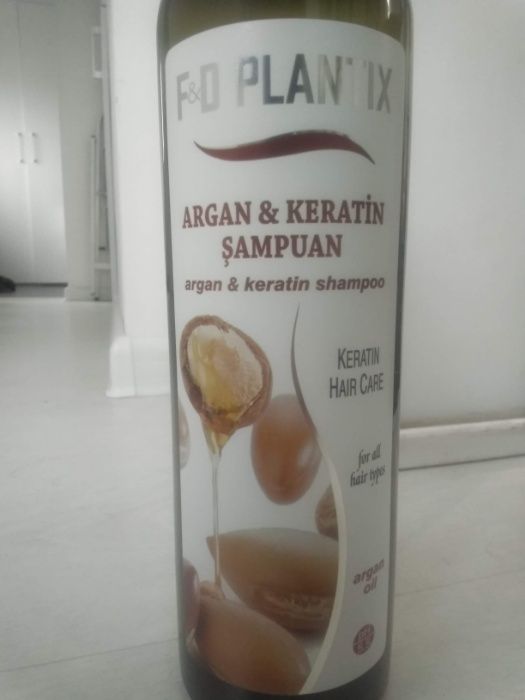 F&D PLANTIX
ARGAN & KERATİN
ŞAMPUAN
argan & keratin shampoo
KERATIN
HAIR CARE
for all
hair types
argan
oil